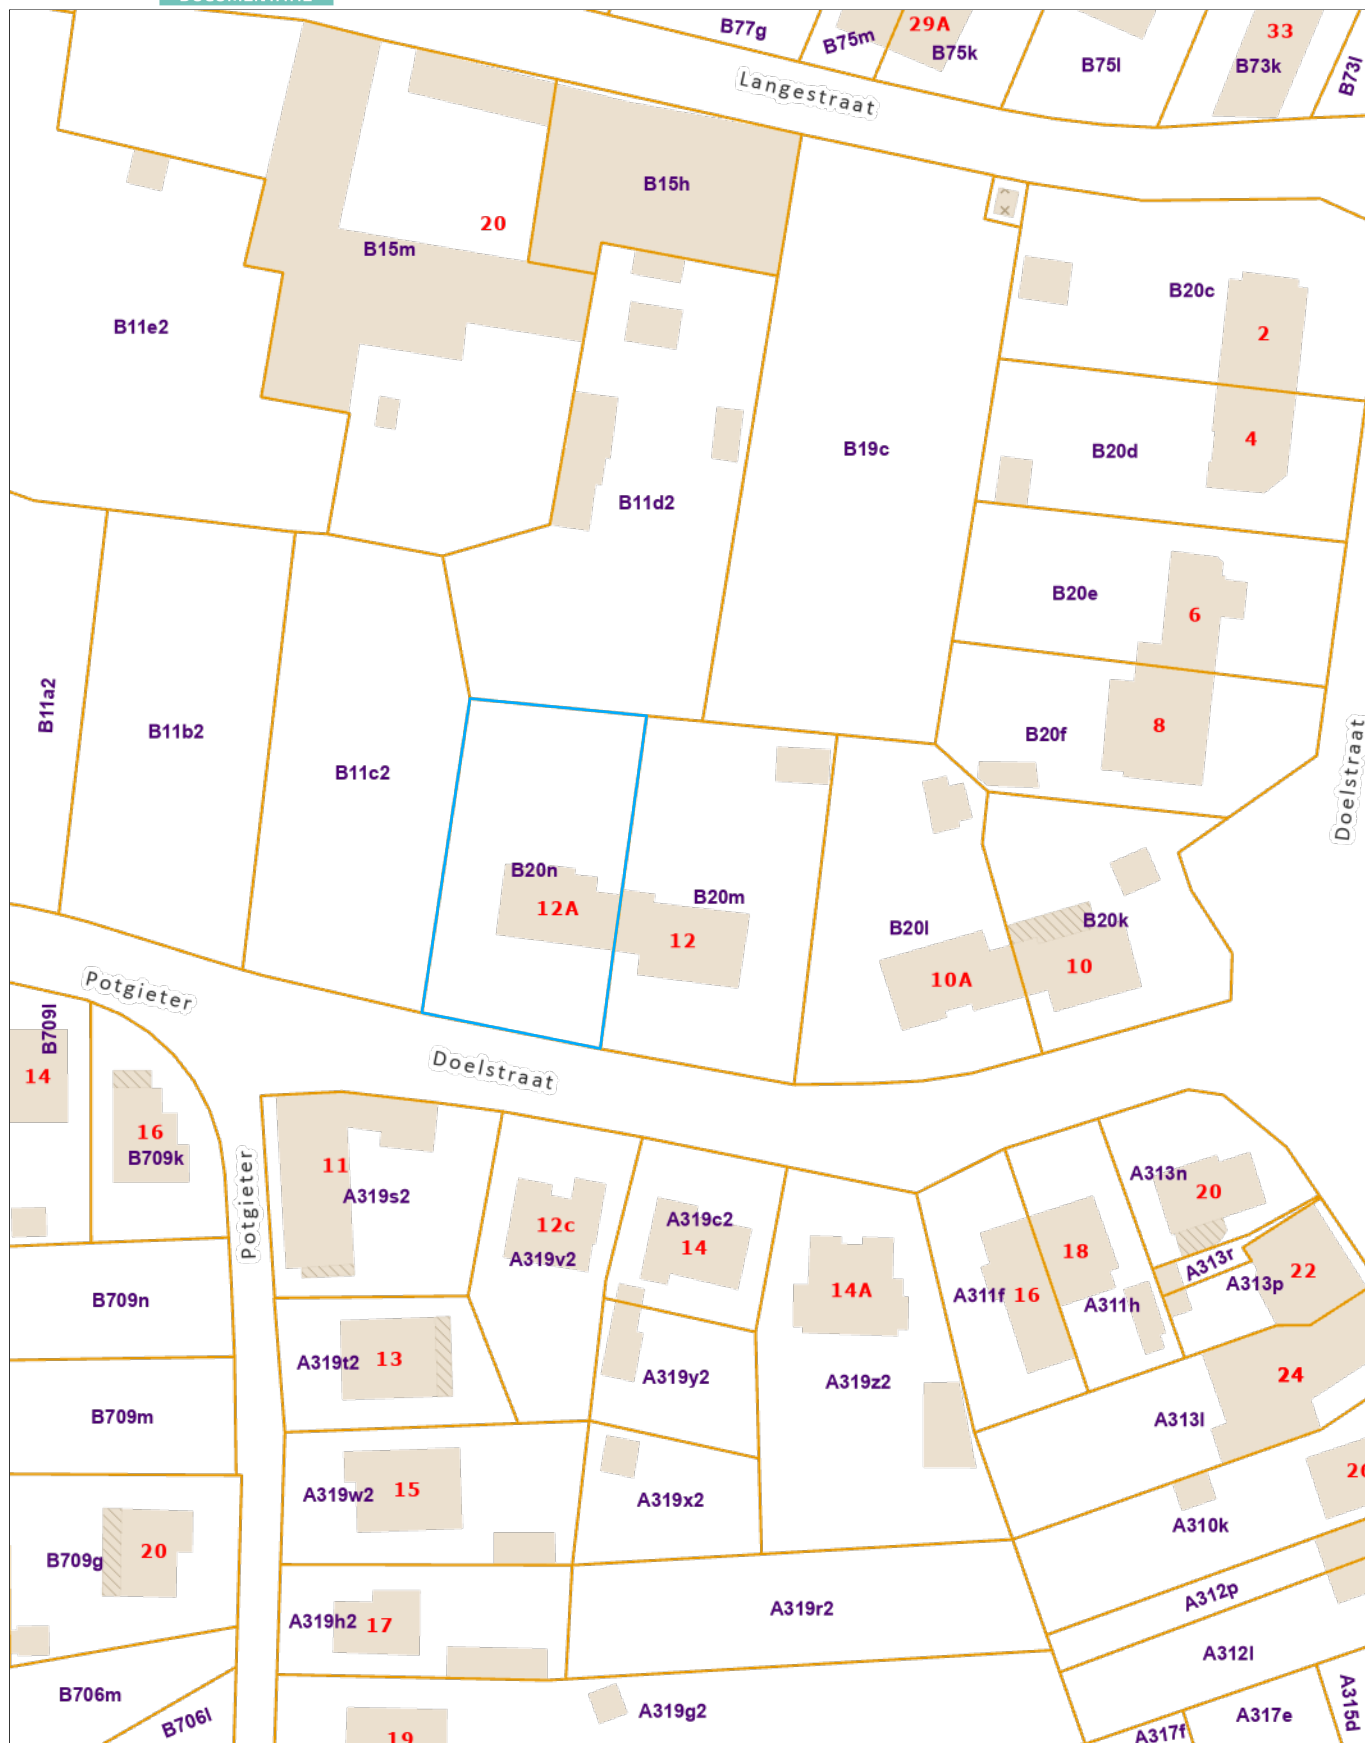 B77g
B75m
29A
B75k
B75l
33
B73k
B73l
Langestraat
B15h
20
B15m
B20c
B11e2
2
4
B19c
B20d
B11d2
B20e
6
B11a2
B11b2
8
B20f
B11c2
Doelstraat
B20n
B20m
12A
12
B20l
B20k
10A
10
Potgieter
B709l
14
Doelstraat
16
B709k
Potgieter
11
A319s2
12c
A319v2
A319c2
14
14A
A311f
16
18
A311h
A313n
20
A313r
A313p
22
B709n
A319t2
13
A319y2
A319z2
24
A313l
B709m
A319w2
15
A319x2
A310k
B709g
20
A319h2
17
A319r2
A312p
A312l
B706m
B706l
19
A319g2
A317f
A317e
A315d